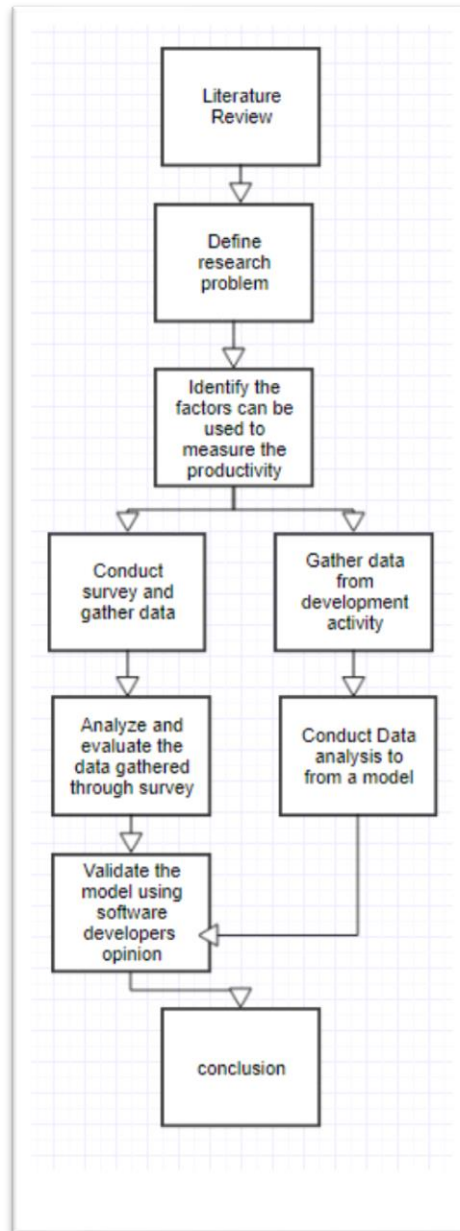 Literature
Review
Define
research
problem
Identify the
factors can be
used to
measure the
productivity
Conduct
survey and
gather data
Gather data
from
development
activity
Analyze and
evaluate the
data gathered
through survey
Conduct Data
analysis to
from a model
Validate the
model using
software
developers
opinion
conclusion